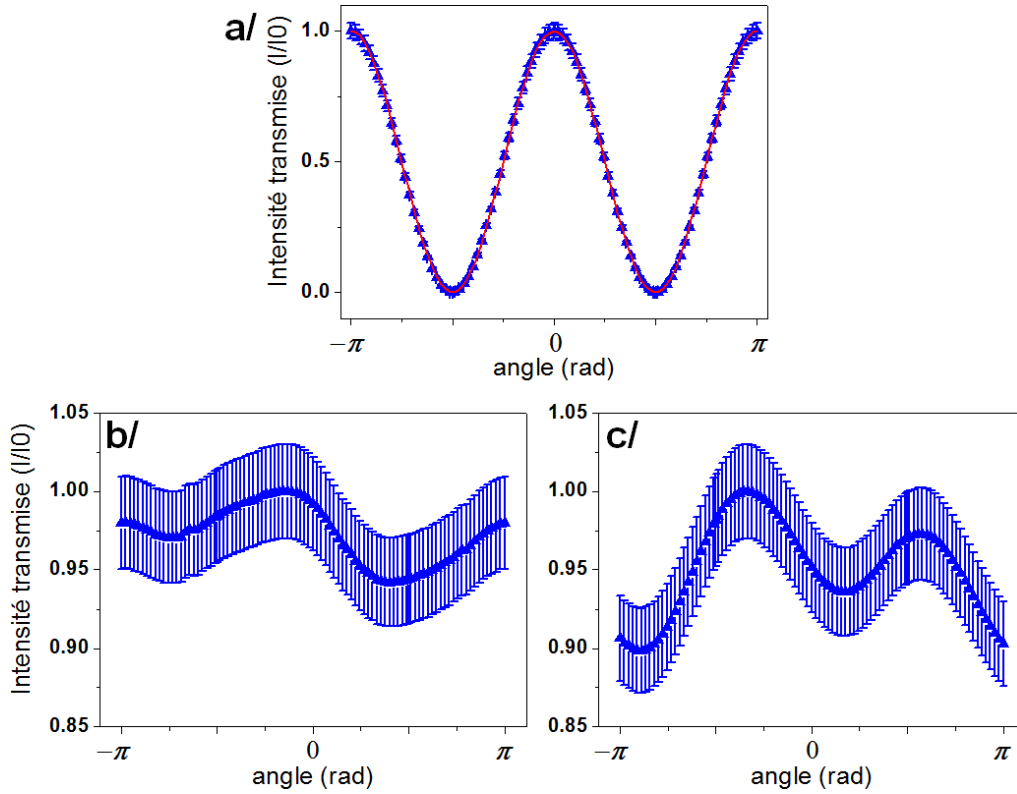 a/
Intensité transmise (I/I0)
1.0
0.5
0.0
−π
0
π
angle (rad)
b/
Intensité transmise (I/I0)
1.05
1.00
0.95
0.90
0.85
−π
0
π
angle (rad)
c/
1.05
1.00
0.95
0.90
0.85
−π
0
π
angle (rad)